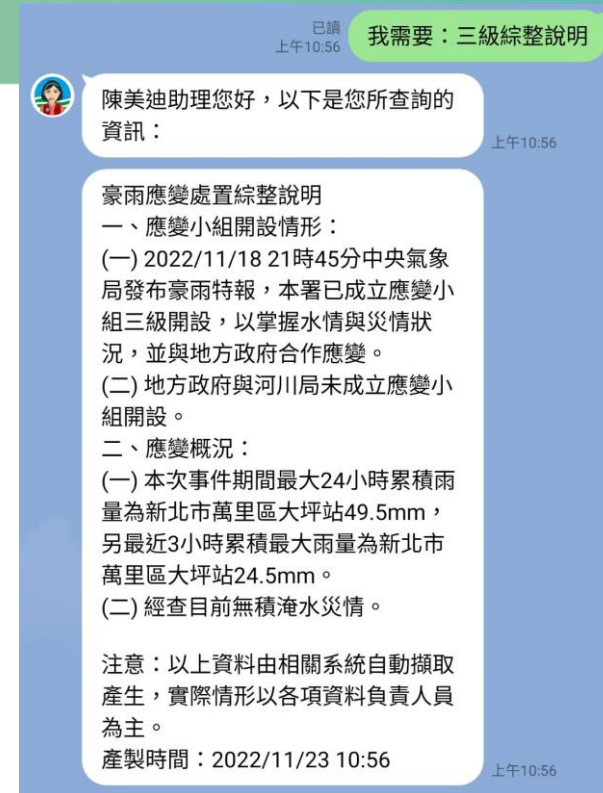 已讀
上午10:56
我需要：三級綜整說明
陳美迪助理您好，以下是您所查詢的
資訊：
上午10:56
豪雨應變處置綜整說明
一、應變小組開設情形：
(一) 2022/11/18 21時45分中央氣象
局發布豪雨特報，本署已成立應變小
組三級開設，以掌握水情與災情狀
況，並與地方政府合作應變。
(二) 地方政府與河川局未成立應變小
組開設。
二、應變概況：
(一) 本次事件期間最大24小時累積雨
量為新北市萬里區大坪站49.5mm，
另最近3小時累積最大雨量為新北市
萬里區大坪站24.5mm。
(二) 經查目前無積淹水災情。
注意：以上資料由相關系統自動擷取
產生，實際情形以各項資料負責人員
為主。
產製時間：2022/11/23 10:56
上午10:56